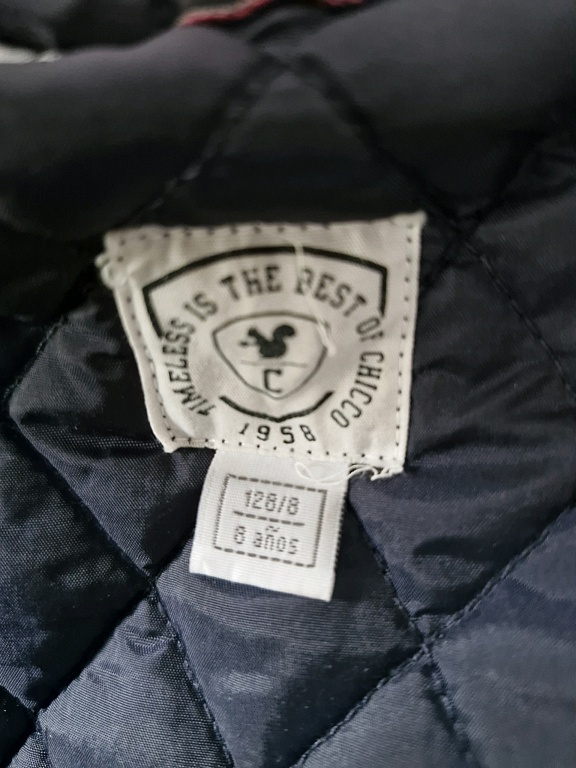 TIMELESS IS THE BEST OF CHICCO
C
1958
128/8
8 años